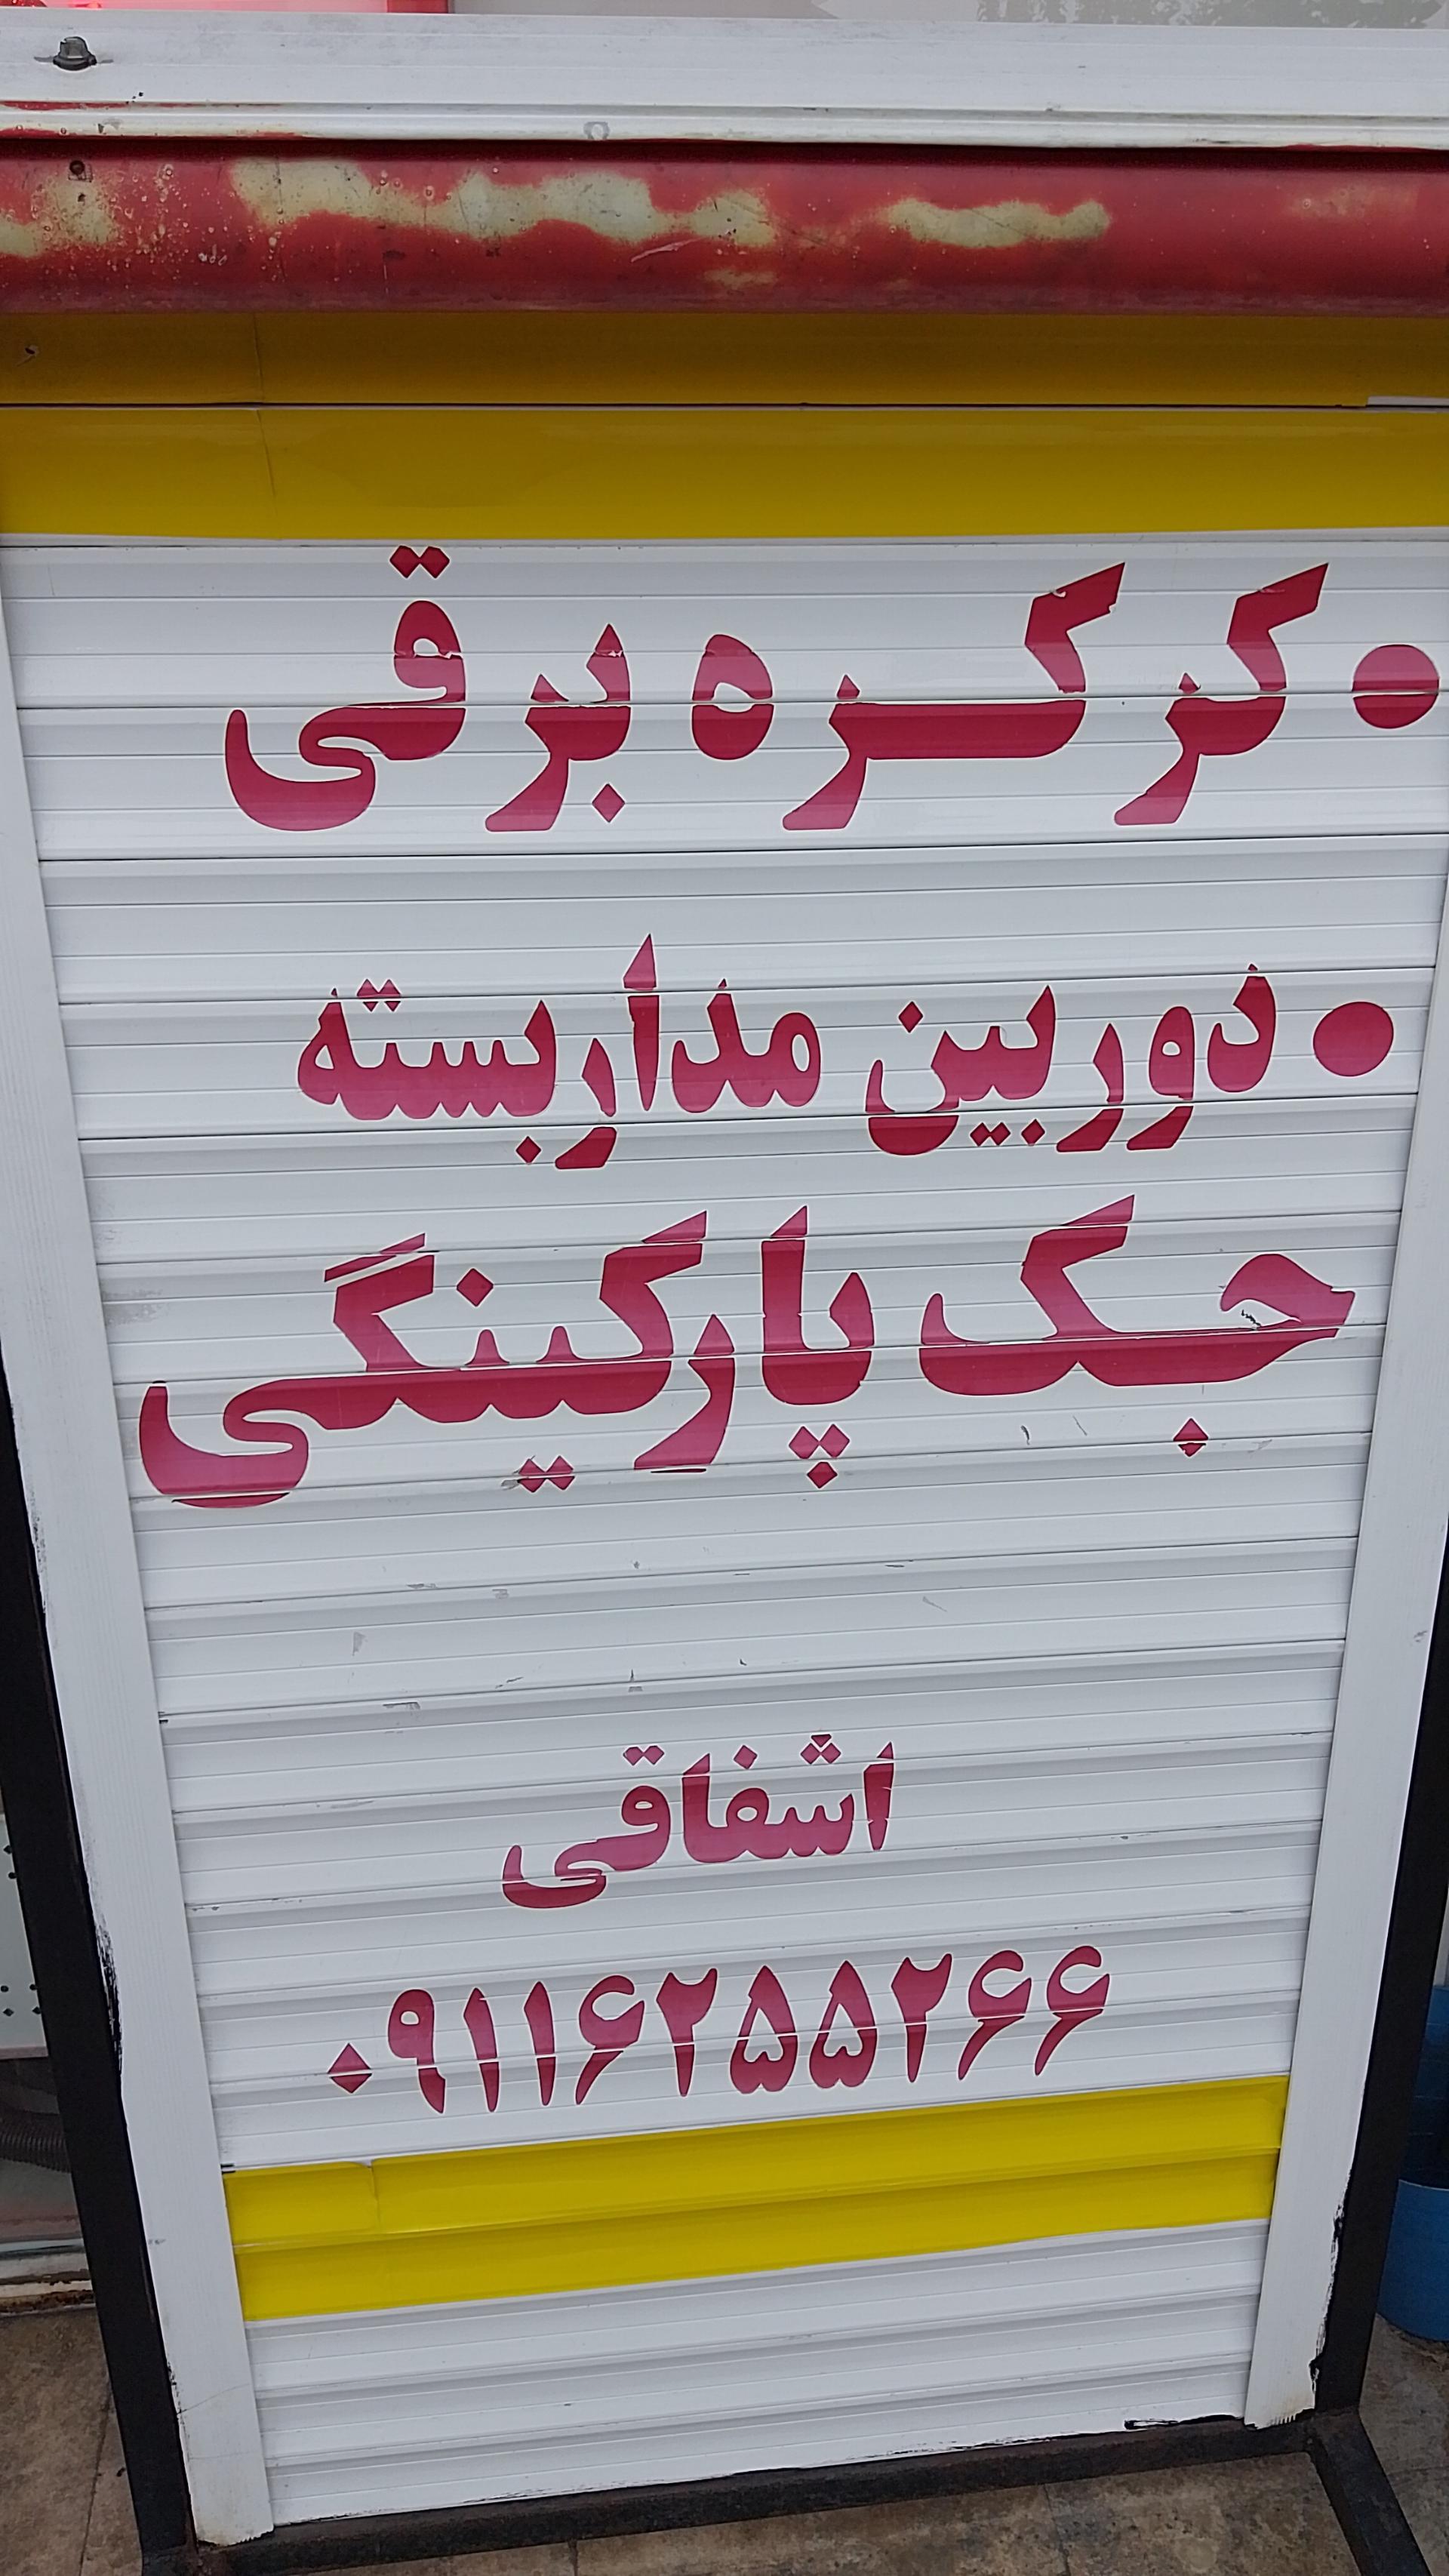 ● کرکره برقی
● دوربین مداربسته
جک پارکینگی
اشفاقی
۰۹۱۱۶۲۵۵۲۶۶